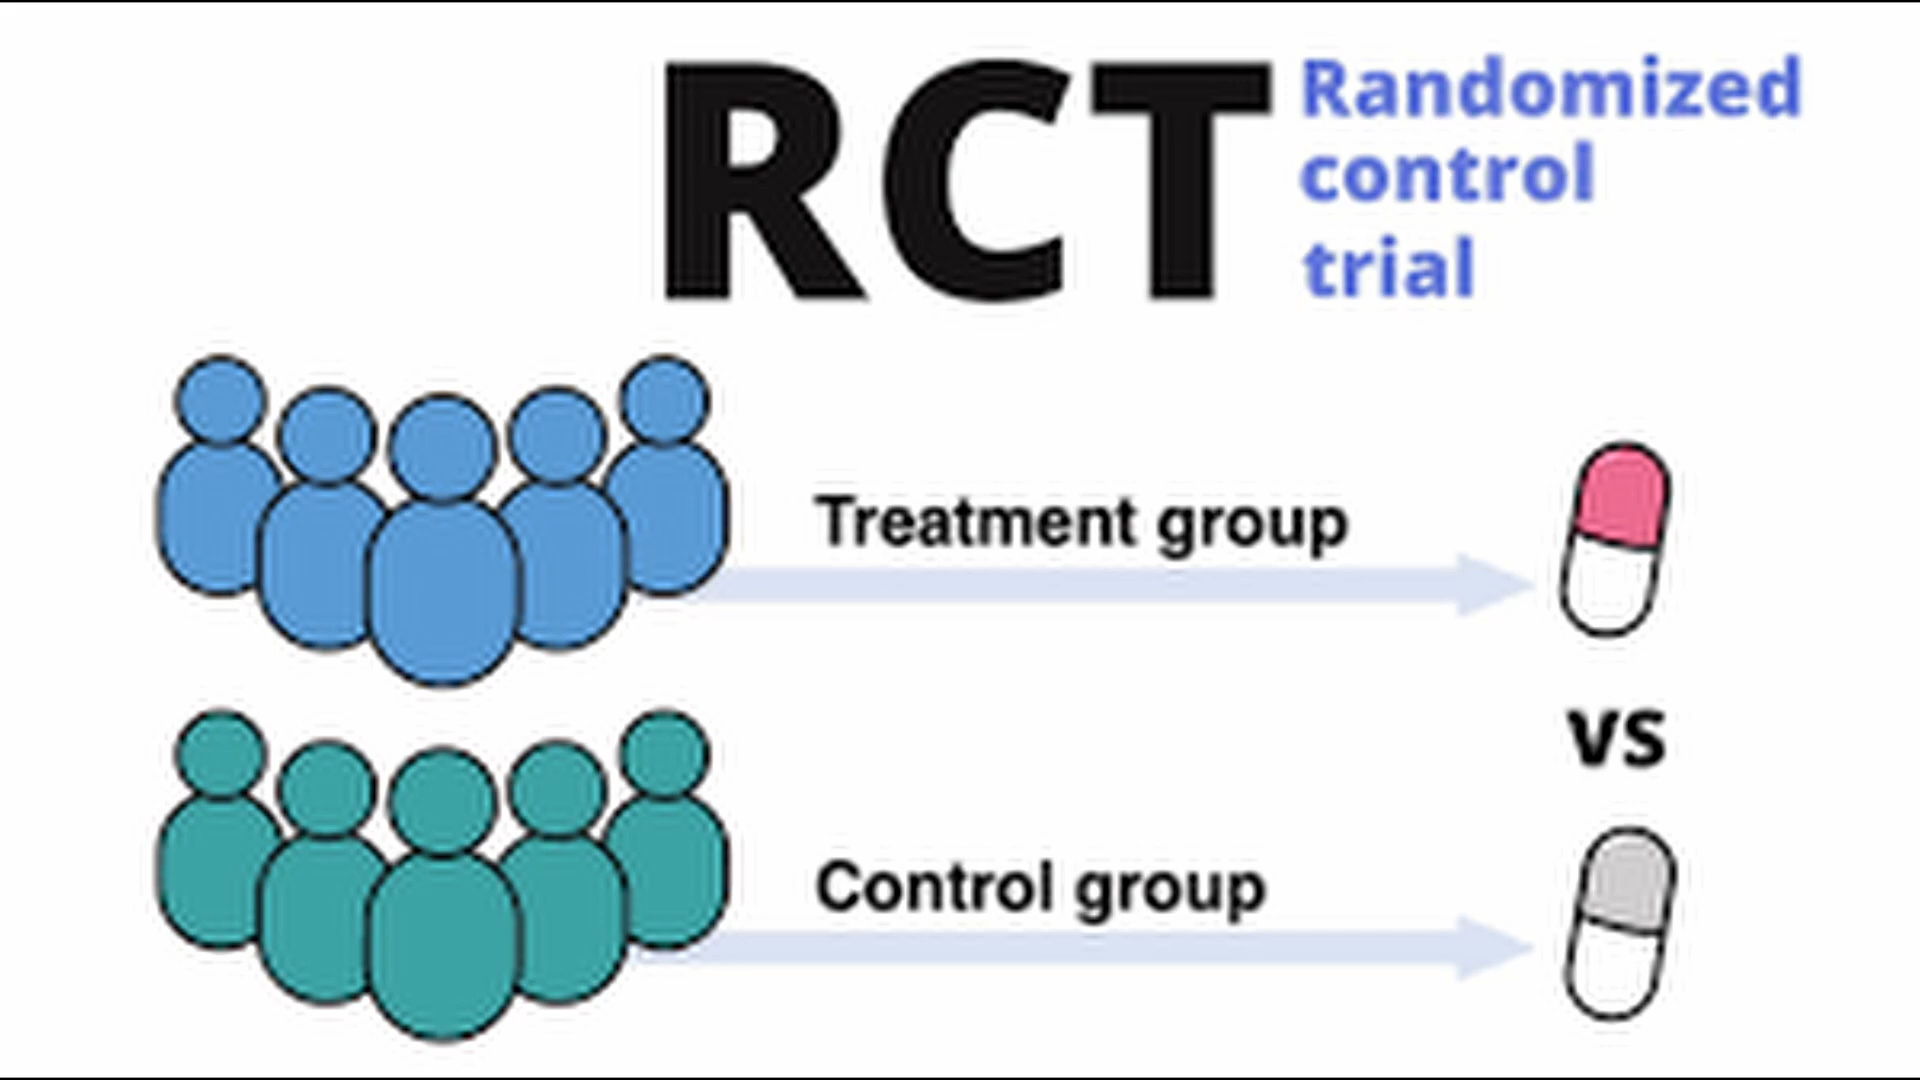 RCT
Randomized
control
trial
Treatment group
vs
Control group